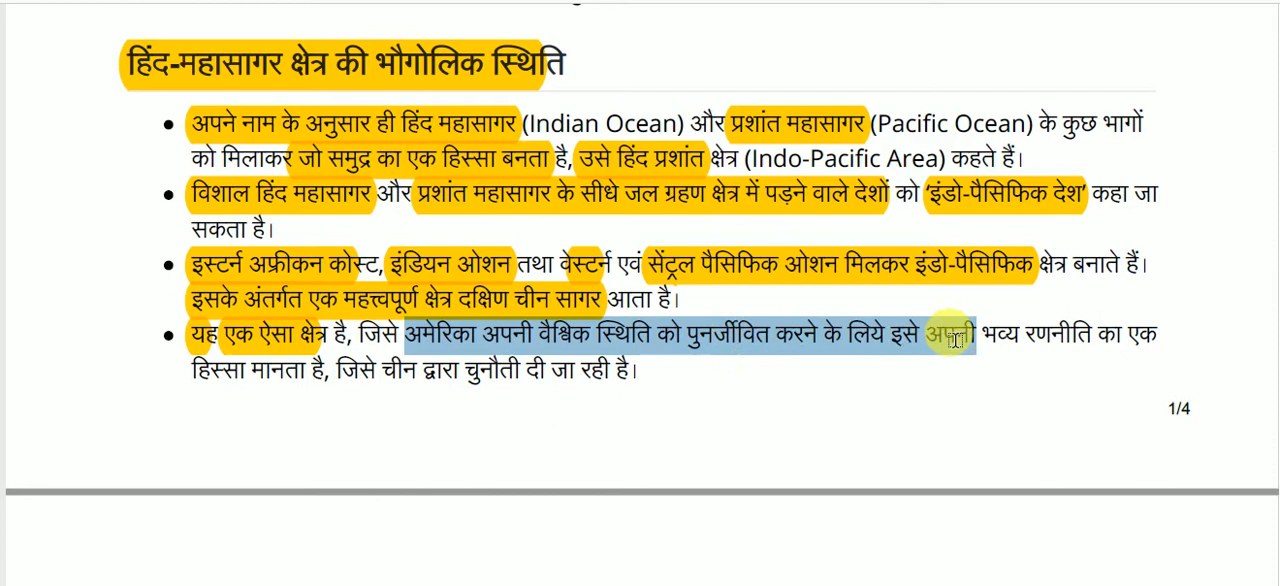 हिंद-महासागर क्षेत्र की भौगोलिक स्थिति
• अपने नाम के अनुसार ही हिंद महासागर (Indian Ocean) और प्रशांत महासागर (Pacific Ocean) के कुछ भागों
को मिलाकर जो समुद्र का एक हिस्सा बनता है, उसे हिंद प्रशांत क्षेत्र (Indo-Pacific Area) कहते हैं।
• विशाल हिंद महासागर और प्रशांत महासागर के सीधे जल ग्रहण क्षेत्र में पड़ने वाले देशों को ‘इंडो-पैसिफिक देश’ कहा जा
सकता है।
• इस्टर्न अफ्रीकन कोस्ट, इंडियन ओशन तथा वेस्टर्न एवं सेंट्रल पैसिफिक ओशन मिलकर इंडो-पैसिफिक क्षेत्र बनाते हैं।
इसके अंतर्गत एक महत्त्वपूर्ण क्षेत्र दक्षिण चीन सागर आता है।
• यह एक ऐसा क्षेत्र है, जिसे अमेरिका अपनी वैश्विक स्थिति को पुनर्जीवित करने के लिये इसे अपनी भव्य रणनीति का एक
हिस्सा मानता है, जिसे चीन द्वारा चुनौती दी जा रही है।
1/4